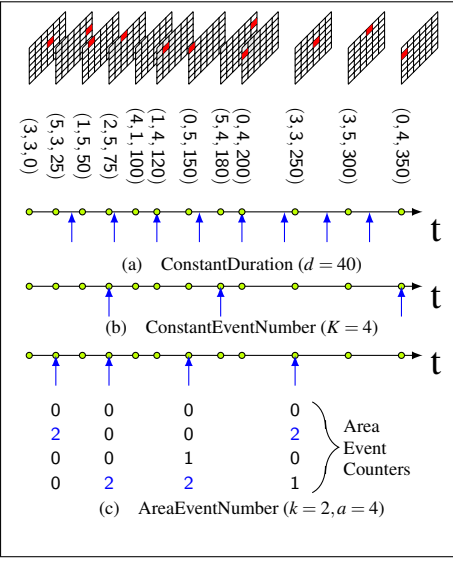 (3,3,0)
(5,3,25)
(1,5,50)
(2,5,75)
(4,1,100)
(1,4,120)
(0,5,150)
(5,4,180)
(0,4,200)
(3,3,250)
(3,5,300)
(0,4,350)
t
(a) ConstantDuration (d = 40)
t
(b) ConstantEventNumber (K = 4)
t
0 0 0 0
2 0 0 2
0 0 1 0
0 2 2 1
Area
Event
Counters
(c) AreaEventNumber (k = 2, a = 4)